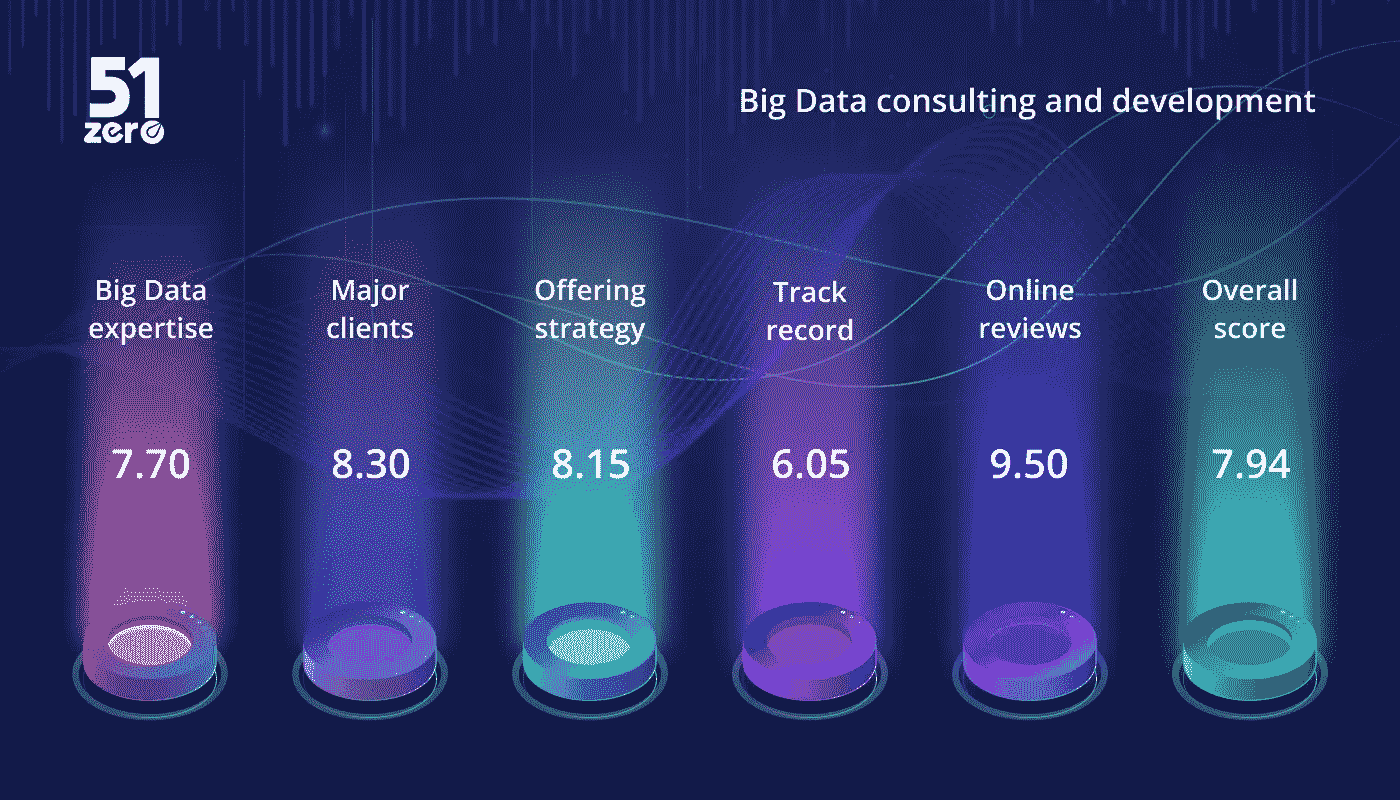 51
zero
Big Data consulting and development
Big Data
expertise
Major
clients
Offering
strategy
Track
record
Online
reviews
Overall
score
7.70
8.30
8.15
6.05
9.50
7.94